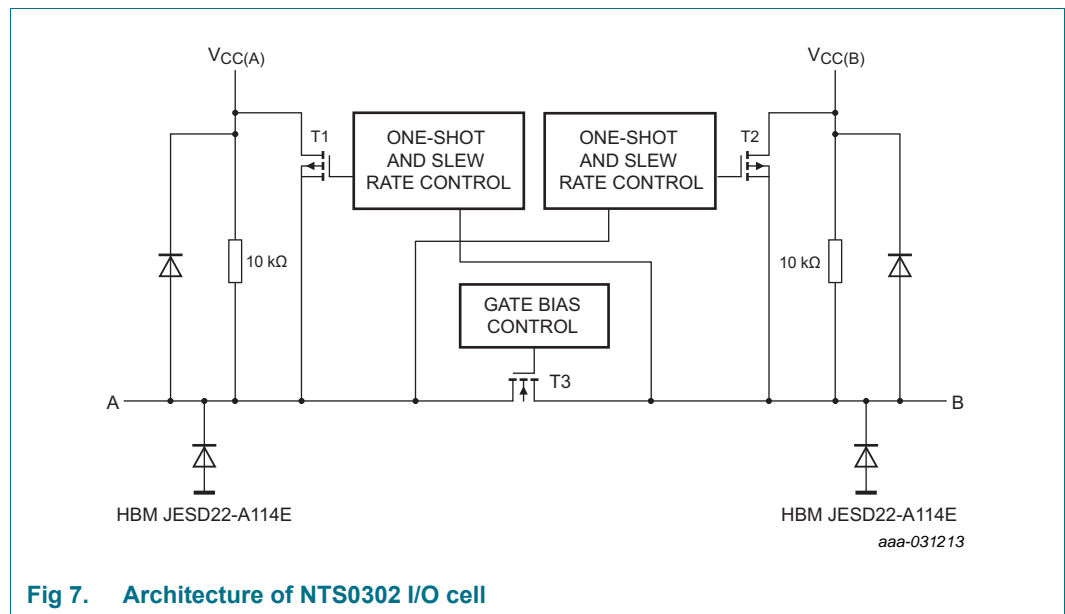 VCC(A)
VCC(B)
T1
ONE-SHOT
AND SLEW
RATE CONTROL
ONE-SHOT
AND SLEW
RATE CONTROL
T2
10 kΩ
10 kΩ
GATE BIAS
CONTROL
T3
A
B
HBM JESD22-A114E
HBM JESD22-A114E
aaa-031213
Fig 7. Architecture of NTS0302 I/O cell